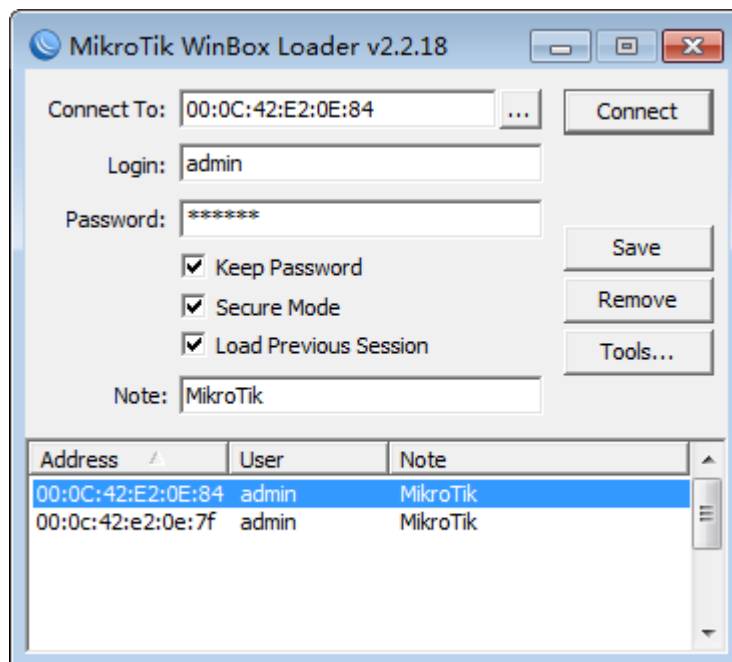 MikroTik WinBox Loader v2.2.18
Connect To: 00:0C:42:E2:0E:84 ... Connect
Login: admin
Password: ******
Keep Password
Save
Secure Mode
Remove
Load Previous Session
Tools...
Note: MikroTik
Address User Note
00:0C:42:E2:0E:84 admin MikroTik
00:0c:42:e2:0e:7f admin MikroTik